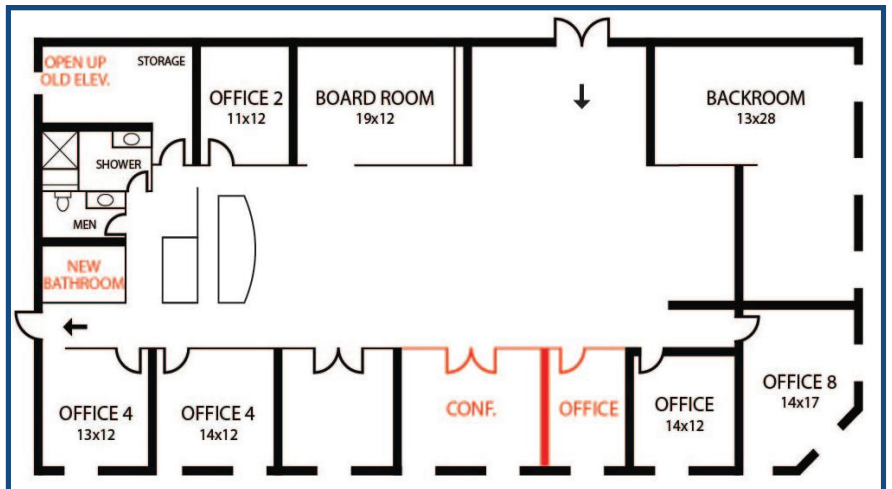 OPEN UP
OLD ELEV.
STORAGE
OFFICE 2
11x12
BOARD ROOM
19x12
BACKROOM
13x28
SHOWER
MEN
NEW
BATHROOM
OFFICE 4
13x12
OFFICE 4
14x12
CONF.
OFFICE
OFFICE
14x12
OFFICE 8
14x17